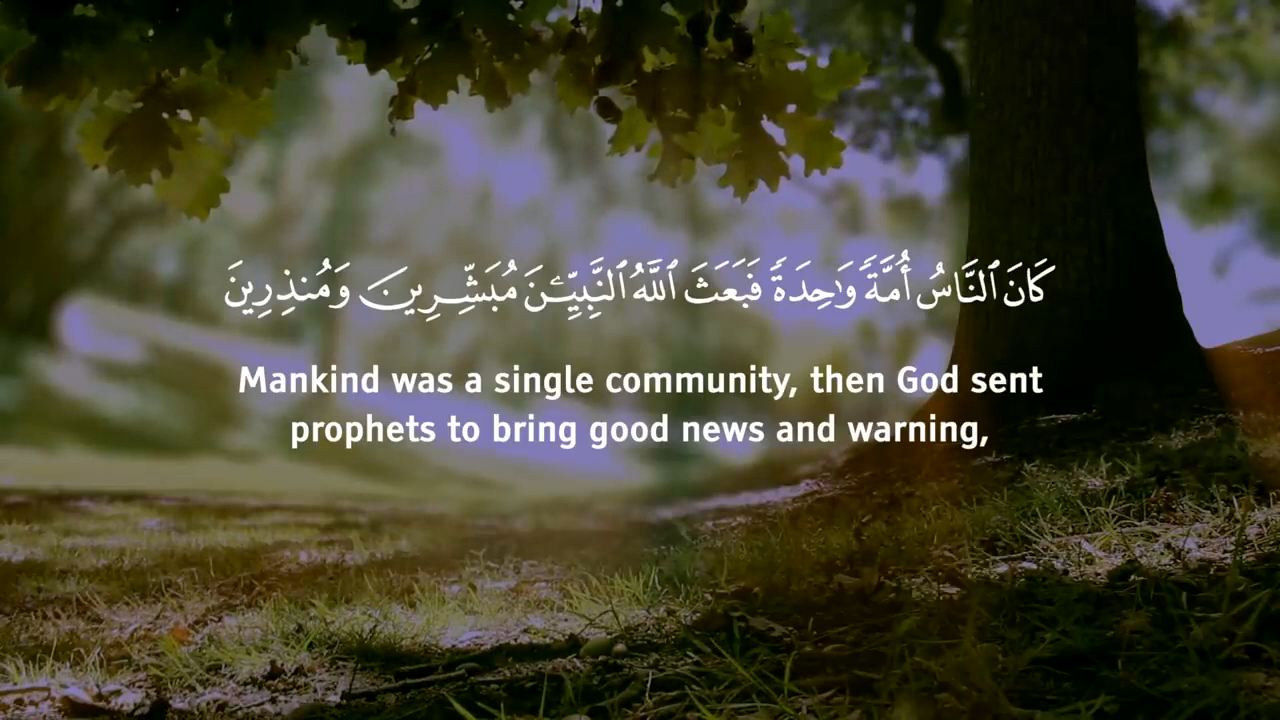 كَانَ ٱلنَّاسُ أُمَّةً وَٰحِدَةً فَبَعَثَ ٱللَّهُ ٱلنَّبِيِّـۧنَ مُبَشِّرِينَ وَمُنذِرِينَ
Mankind was a single community, then God sent
prophets to bring good news and warning,